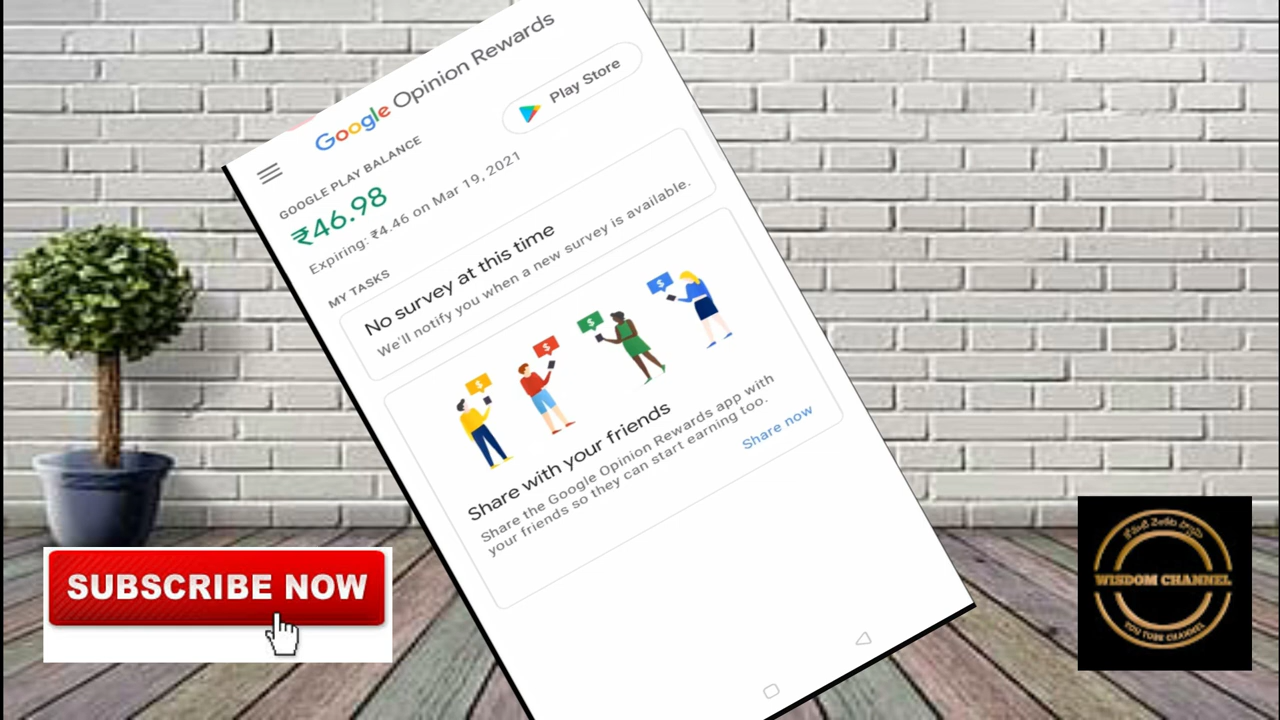 Google Opinion Rewards
Play Store
GOOGLE PLAY BALANCE
₹46.98
Expiring: ₹4.46 on Mar 19, 2021
MY TASKS
No survey at this time
We'll notify you when a new survey is available.
$
$
$
$
Share with your friends
Share the Google Opinion Rewards app with
your friends so they can start earning too.
Share now
SUBSCRIBE NOW
WISDOM CHANNEL
YOU TUBE CHANNEL